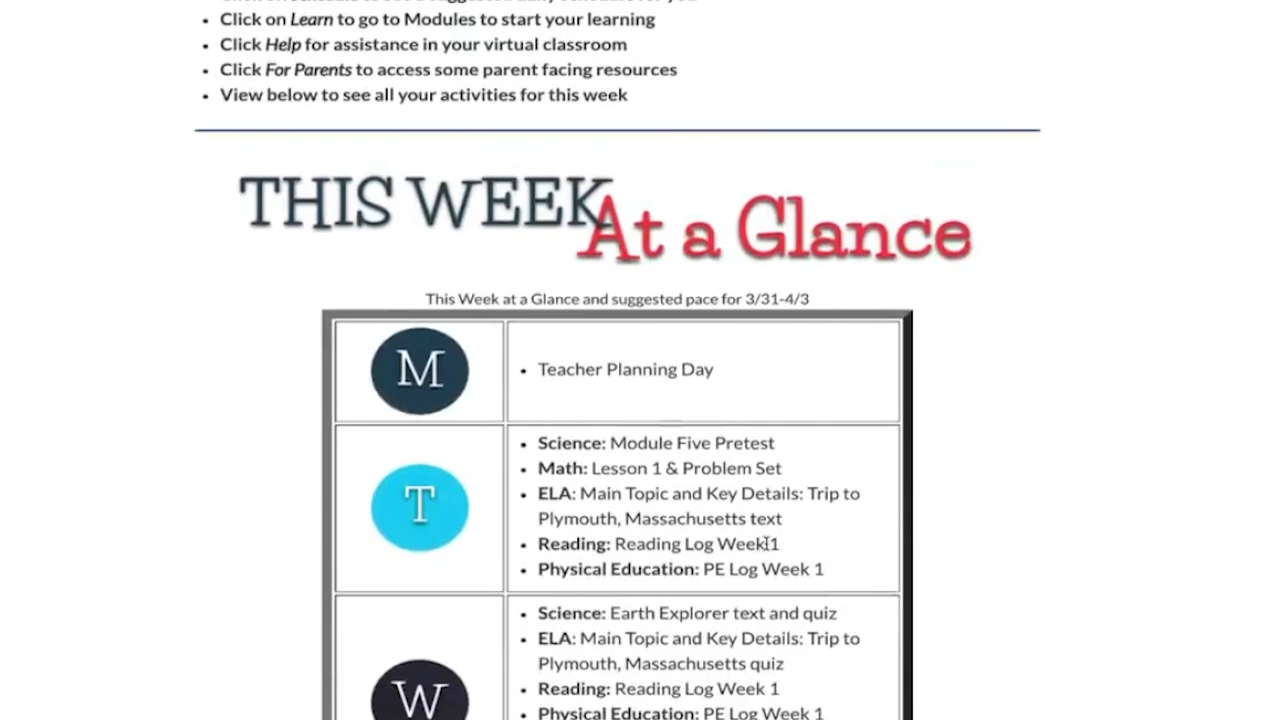 Click on Learn to go to Modules to start your learning
Click Help for assistance in your virtual classroom
Click For Parents to access some parent facing resources
View below to see all your activities for this week
THIS WEEK At a Glance
This Week at a Glance and suggested pace for 3/31-4/3
M
Teacher Planning Day
T
Science: Module Five Pretest
Math: Lesson 1 & Problem Set
ELA: Main Topic and Key Details: Trip to
Plymouth, Massachusetts text
Reading: Reading Log Week 1
Physical Education: PE Log Week 1
W
Science: Earth Explorer text and quiz
ELA: Main Topic and Key Details: Trip to
Plymouth, Massachusetts quiz
Reading: Reading Log Week 1
Physical Education: PE Log Week 1